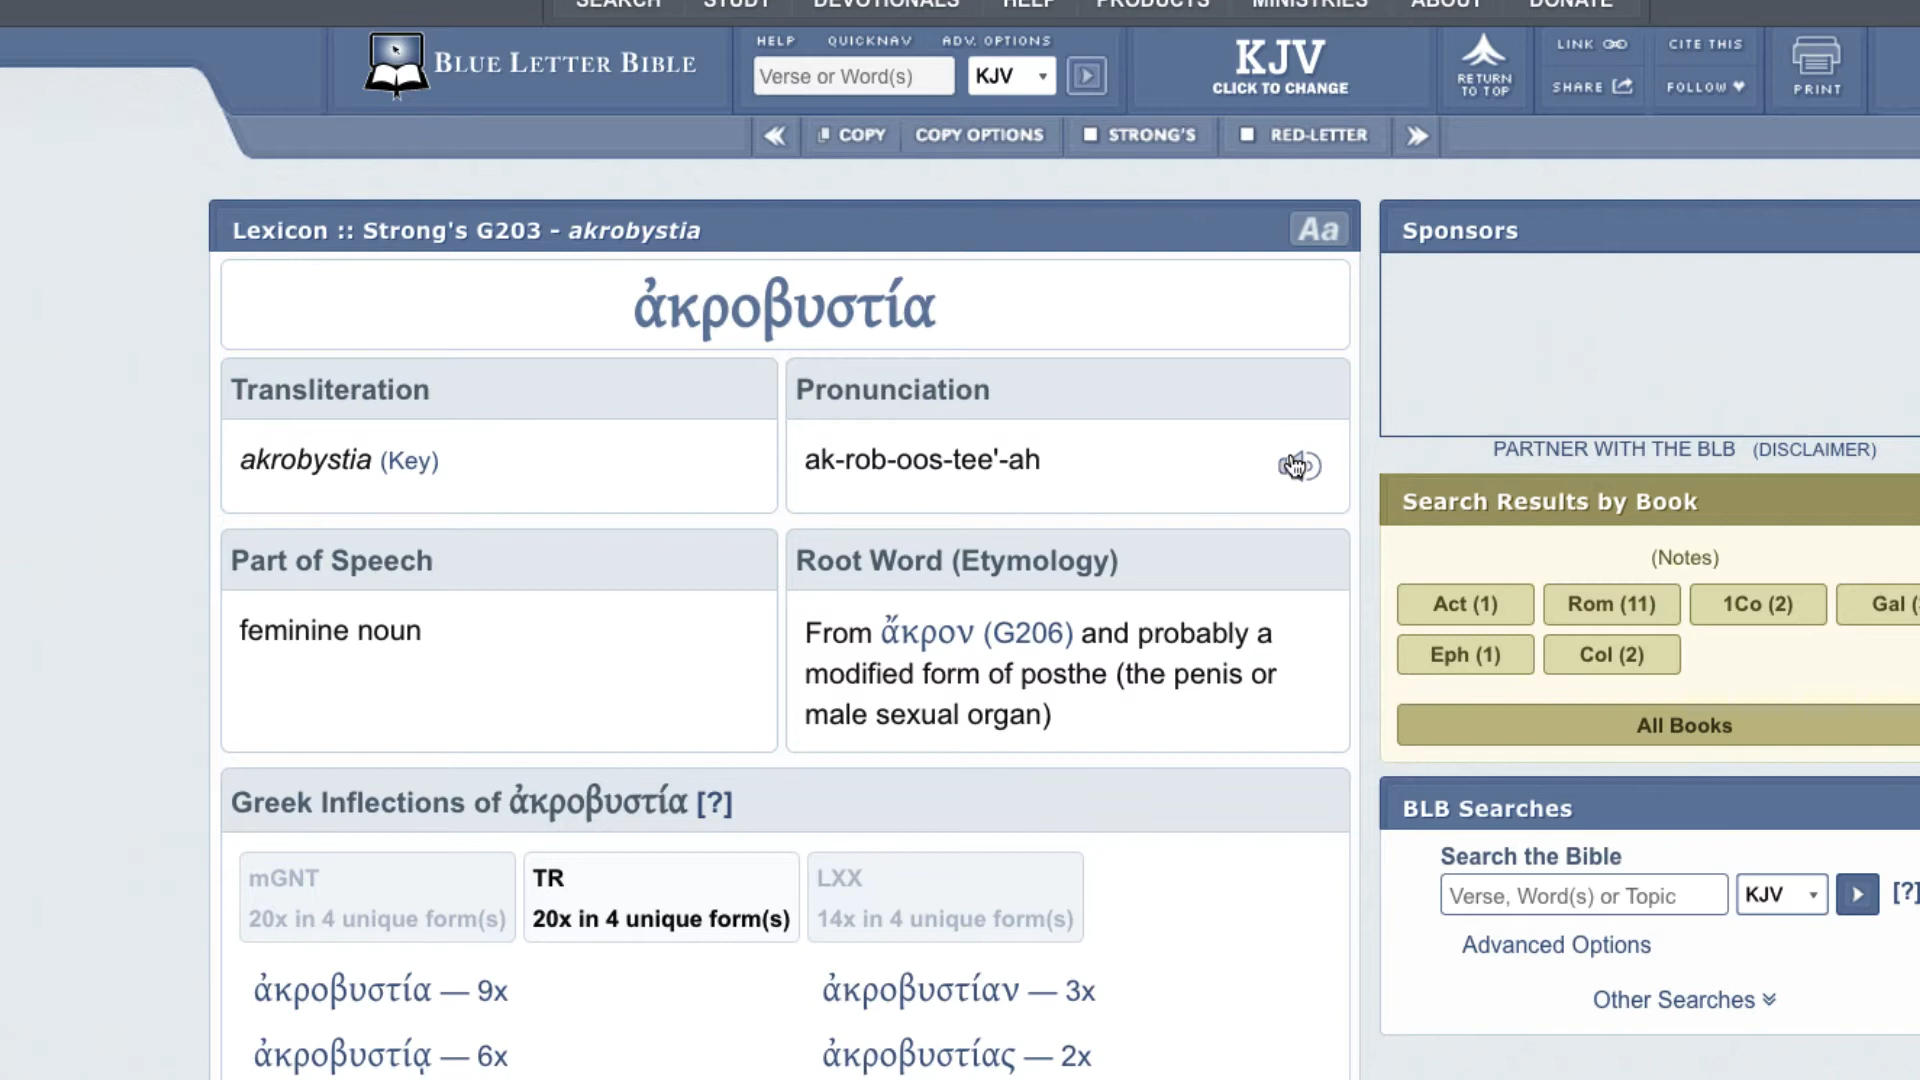 SEARCH STUDY DEVOTIONALS HELP PRODUCTS MINISTRIES ABOUT DONATE
BLUE LETTER BIBLE
HELP QUICKNAV ADV. OPTIONS
Verse or Word(s) KJV
KJV
CLICK TO CHANGE
RETURN
TO TOP
LINK
CITE THIS
SHARE
FOLLOW
PRINT
COPY COPY OPTIONS STRONG'S RED-LETTER
Lexicon :: Strong's G203 - akrobystia
Aa
ἀκροβυστία
Transliteration
akrobystia (Key)
Pronunciation
ak-rob-oos-tee'-ah
Part of Speech
feminine noun
Root Word (Etymology)
From ἄκρον (G206) and probably a
modified form of posthe (the penis or
male sexual organ)
Greek Inflections of ἀκροβυστία [?]
mGNT
20x in 4 unique form(s)
TR
20x in 4 unique form(s)
LXX
14x in 4 unique form(s)
ἀκροβυστία — 9x
ἀκροβυστίαν — 3x
ἀκροβυστίᾳ — 6x
ἀκροβυστίας — 2x
Sponsors
PARTNER WITH THE BLB (DISCLAIMER)
Search Results by Book
(Notes)
Act (1) Rom (11) 1Co (2) Gal (
Eph (1) Col (2)
All Books
BLB Searches
Search the Bible
Verse, Word(s) or Topic KJV [?]
Advanced Options
Other Searches